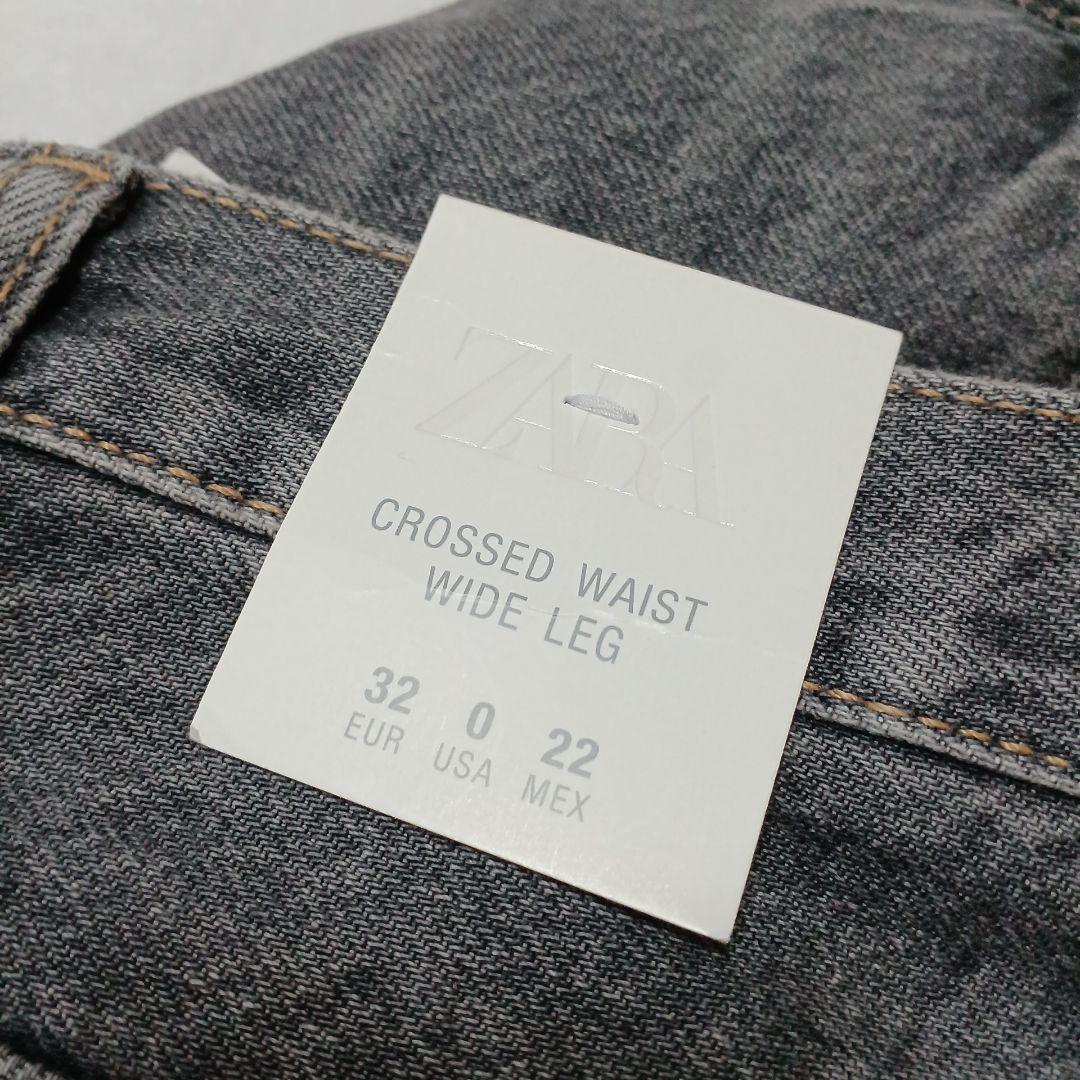 ZARA
CROSSED WAIST
WIDE LEG
32 0 22
EUR USA MEX